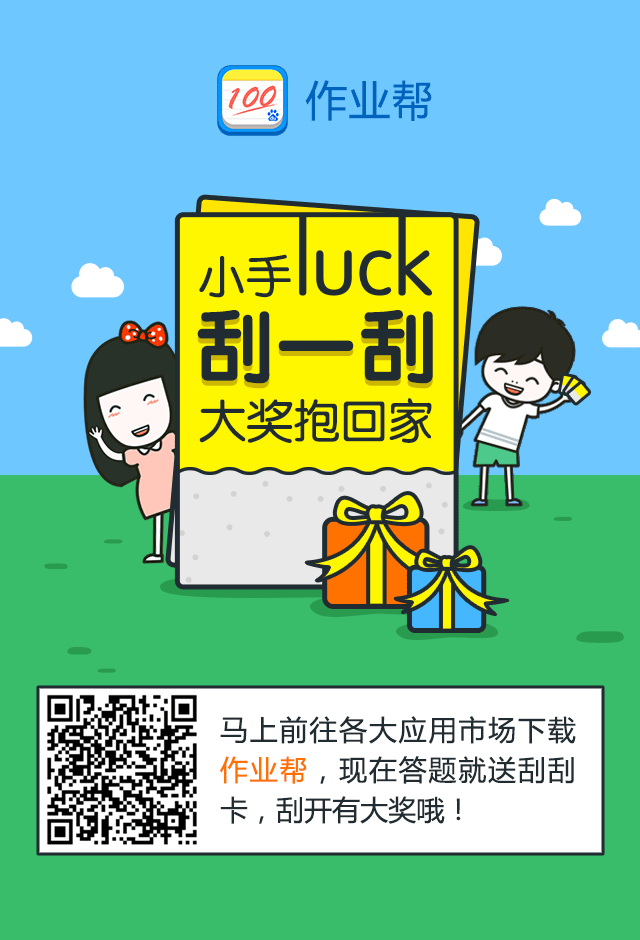 100
作业帮
小手luck
刮一刮
大奖抱回家
马上前往各大应用市场下载
作业帮，现在答题就送刮刮
卡，刮开有大奖哦！